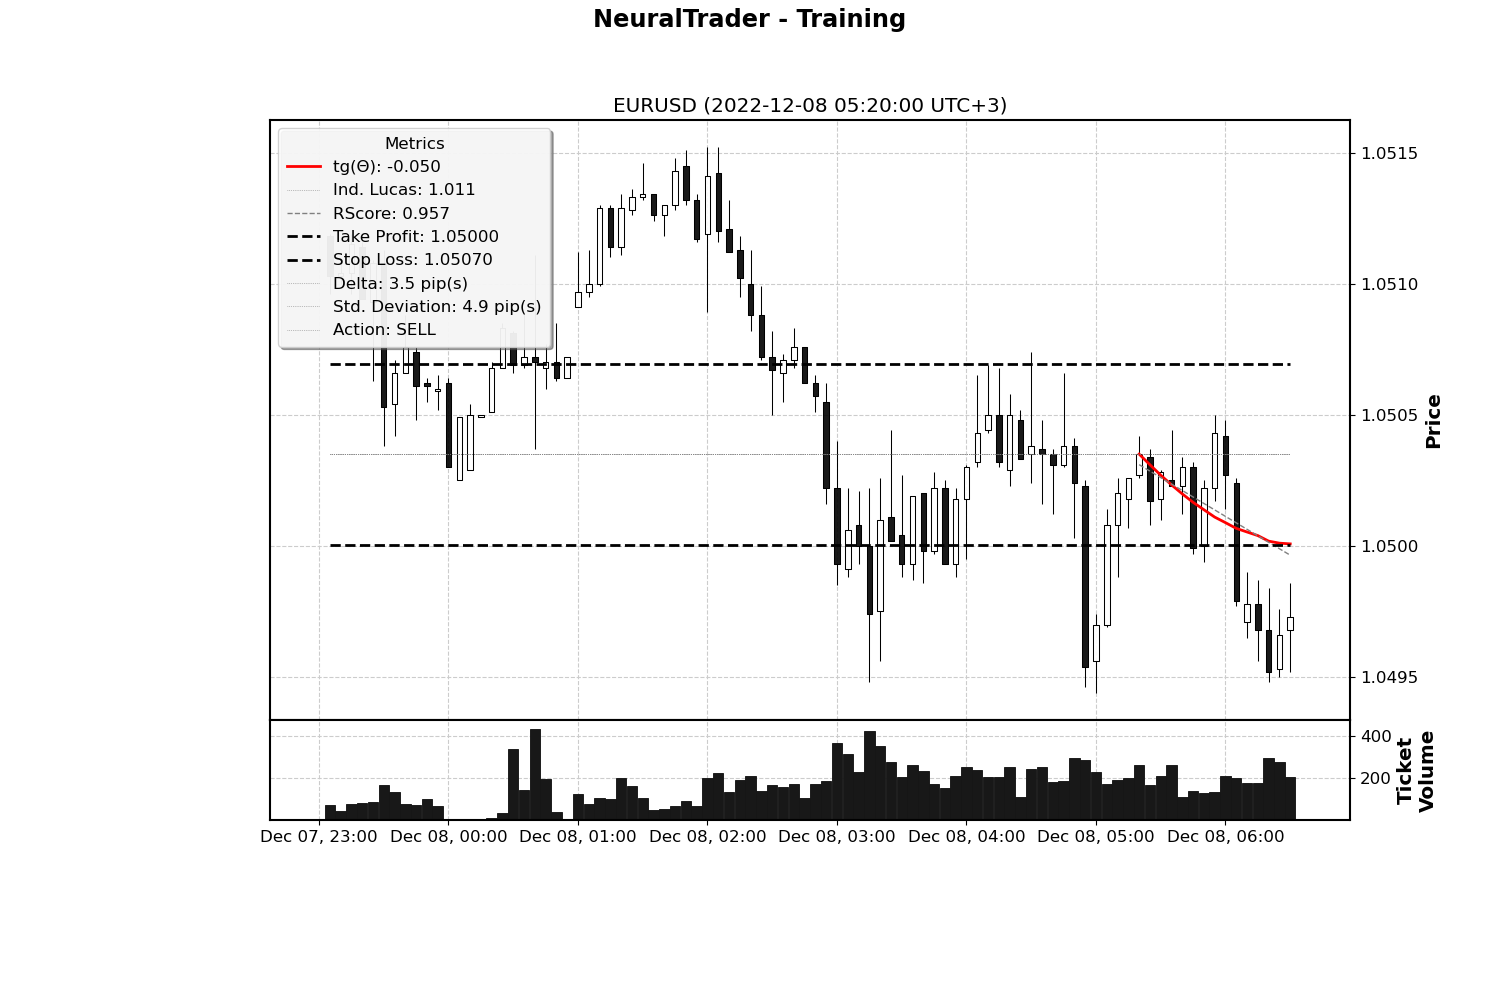 NeuralTrader - Training
EURUSD (2022-12-08 05:20:00 UTC+3)
Metrics
tg(Θ): -0.050
Ind. Lucas: 1.011
RScore: 0.957
Take Profit: 1.05000
Stop Loss: 1.05070
Delta: 3.5 pip(s)
Std. Deviation: 4.9 pip(s)
Action: SELL
1.0515
1.0510
1.0505
1.0500
1.0495
Price
400
200
Ticket
Volume
Dec 07, 23:00
Dec 08, 00:00
Dec 08, 01:00
Dec 08, 02:00
Dec 08, 03:00
Dec 08, 04:00
Dec 08, 05:00
Dec 08, 06:00